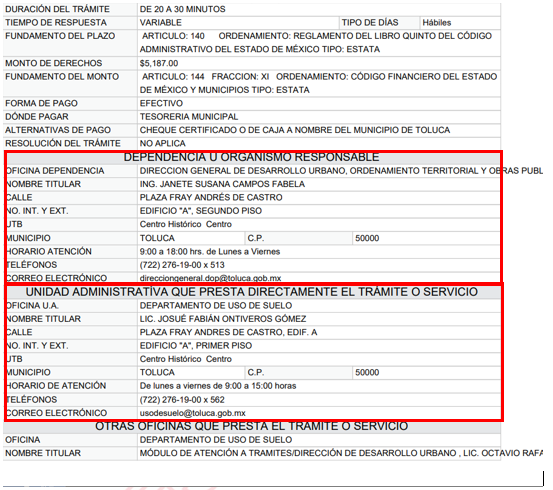 DURACIÓN DEL TRÁMITE DE 20 A 30 MINUTOS
TIEMPO DE RESPUESTA VARIABLE TIPO DE DÍAS Hábiles
FUNDAMENTO DEL PLAZO ARTICULO: 140 ORDENAMIENTO: REGLAMENTO DEL LIBRO QUINTO DEL CÓDIGO
ADMINISTRATIVO DEL ESTADO DE MÉXICO TIPO: ESTATA
MONTO DE DERECHOS $5,187.00
FUNDAMENTO DEL MONTO ARTICULO: 144 FRACCION: XI ORDENAMIENTO: CÓDIGO FINANCIERO DEL ESTADO
DE MÉXICO Y MUNICIPIOS TIPO: ESTATA
FORMA DE PAGO EFECTIVO
DÓNDE PAGAR TESORERIA MUNICIPAL
ALTERNATIVAS DE PAGO CHEQUE CERTIFICADO O DE CAJA A NOMBRE DEL MUNICIPIO DE TOLUCA
RESOLUCIÓN DEL TRÁMITE NO APLICA
DEPENDENCIA U ORGANISMO RESPONSABLE
OFICINA DEPENDENCIA DIRECCION GENERAL DE DESARROLLO URBANO, ORDENAMIENTO TERRITORIAL Y OBRAS PUBL
NOMBRE TITULAR ING. JANETE SUSANA CAMPOS FABELA
CALLE PLAZA FRAY ANDRÉS DE CASTRO
NO. INT. Y EXT. EDIFICIO "A", SEGUNDO PISO
UTB Centro Histórico Centro
MUNICIPIO TOLUCA C.P. 50000
HORARIO ATENCIÓN 9:00 a 18:00 hrs. de Lunes a Viernes
TELÉFONOS (722) 276-19-00 x 513
CORREO ELECTRÓNICO direcciongeneral.dop@toluca.gob.mx
UNIDAD ADMINISTRATÍVA QUE PRESTA DIRECTAMENTE EL TRÁMITE O SERVICIO
OFICINA U.A. DEPARTAMENTO DE USO DE SUELO
NOMBRE TITULAR LIC. JOSUÉ FABIÁN ONTIVEROS GÓMEZ
CALLE PLAZA FRAY ANDRES DE CASTRO, EDIF. A
NO. INT. Y EXT. EDIFICIO "A", PRIMER PISO
UTB Centro Histórico Centro
MUNICIPIO TOLUCA C.P. 50000
HORARIO DE ATENCIÓN De lunes a viernes de 9:00 a 15:00 horas
TELÉFONOS (722) 276-19-00 x 562
CORREO ELECTRÓNICO usodesuelo@toluca.gob.mx
OTRAS OFICINAS QUE PRESTA EL TRÁMITE O SERVICIO
OFICINA DEPARTAMENTO DE USO DE SUELO
NOMBRE TITULAR MÓDULO DE ATENCIÓN A TRAMITES/DIRECCIÓN DE DESARROLLO URBANO , LIC. OCTAVIO RAFA